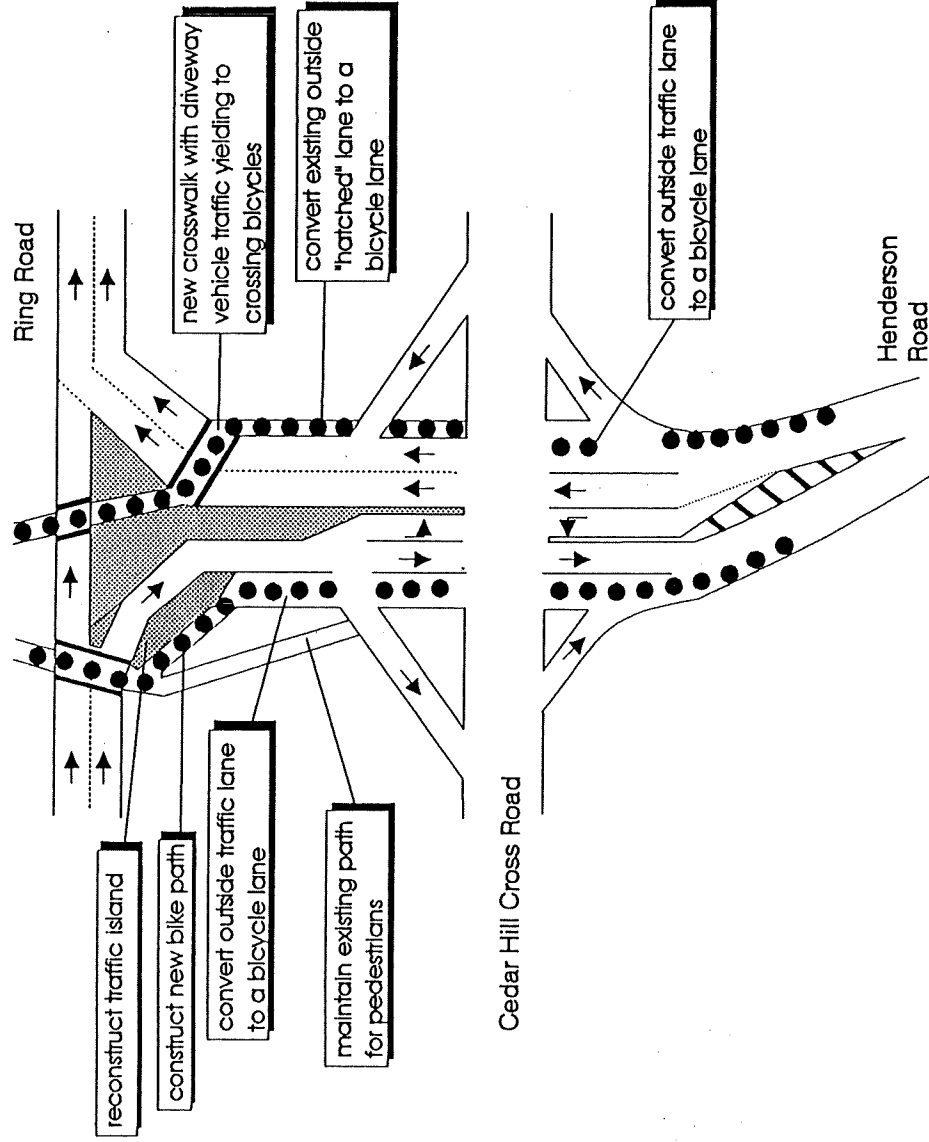 Ring Road
new crosswalk with driveway
vehicle traffic yielding to
crossing bicycles
convert existing outside
"hatched" lane to a
bicycle lane
convert outside traffic lane
to a bicycle lane
Henderson
Road
reconstruct traffic island
construct new bike path
convert outside traffic lane
to a bicycle lane
maintain existing path
for pedestrians
Cedar Hill Cross Road